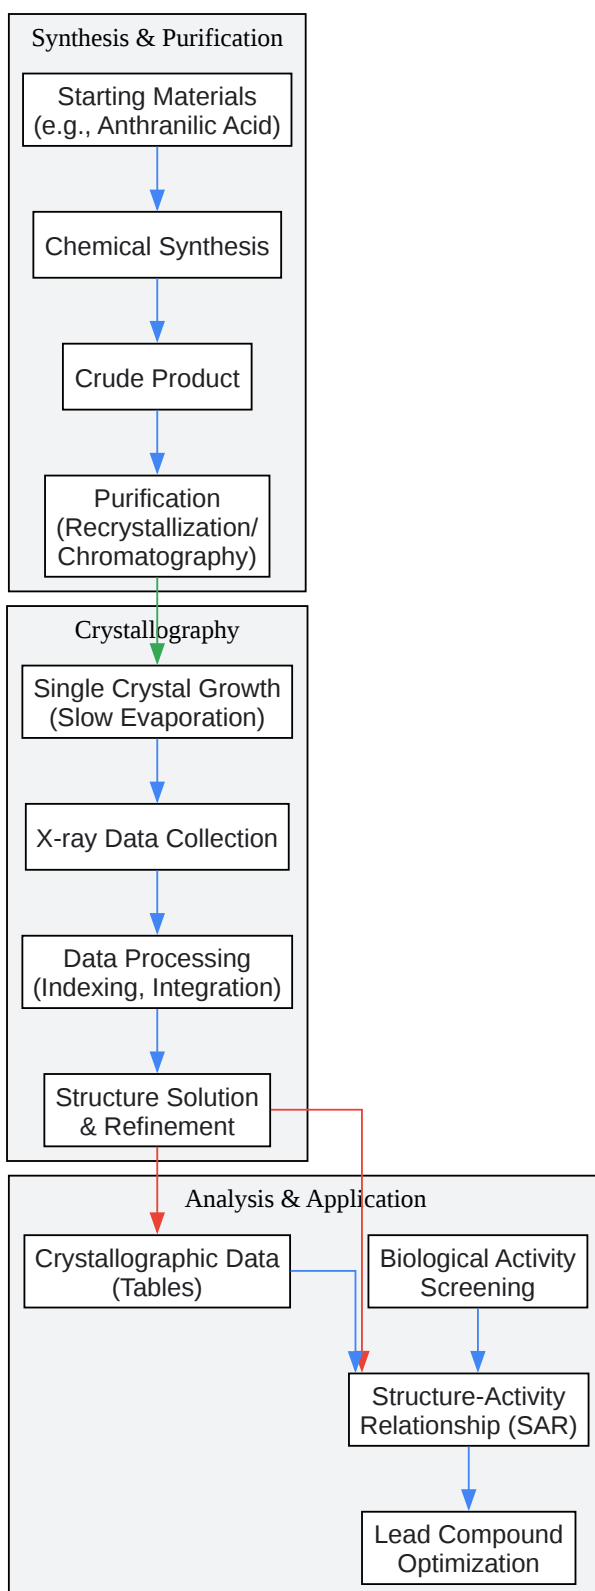 Synthesis & Purification
Starting Materials
(e.g., Anthranilic Acid)
Chemical Synthesis
Crude Product
Purification
(Recrystallization/
Chromatography)
Crystallography
Single Crystal Growth
(Slow Evaporation)
X-ray Data Collection
Data Processing
(Indexing, Integration)
Structure Solution
& Refinement
Analysis & Application
Crystallographic Data
(Tables)
Biological Activity
Screening
Structure-Activity
Relationship (SAR)
Lead Compound
Optimization